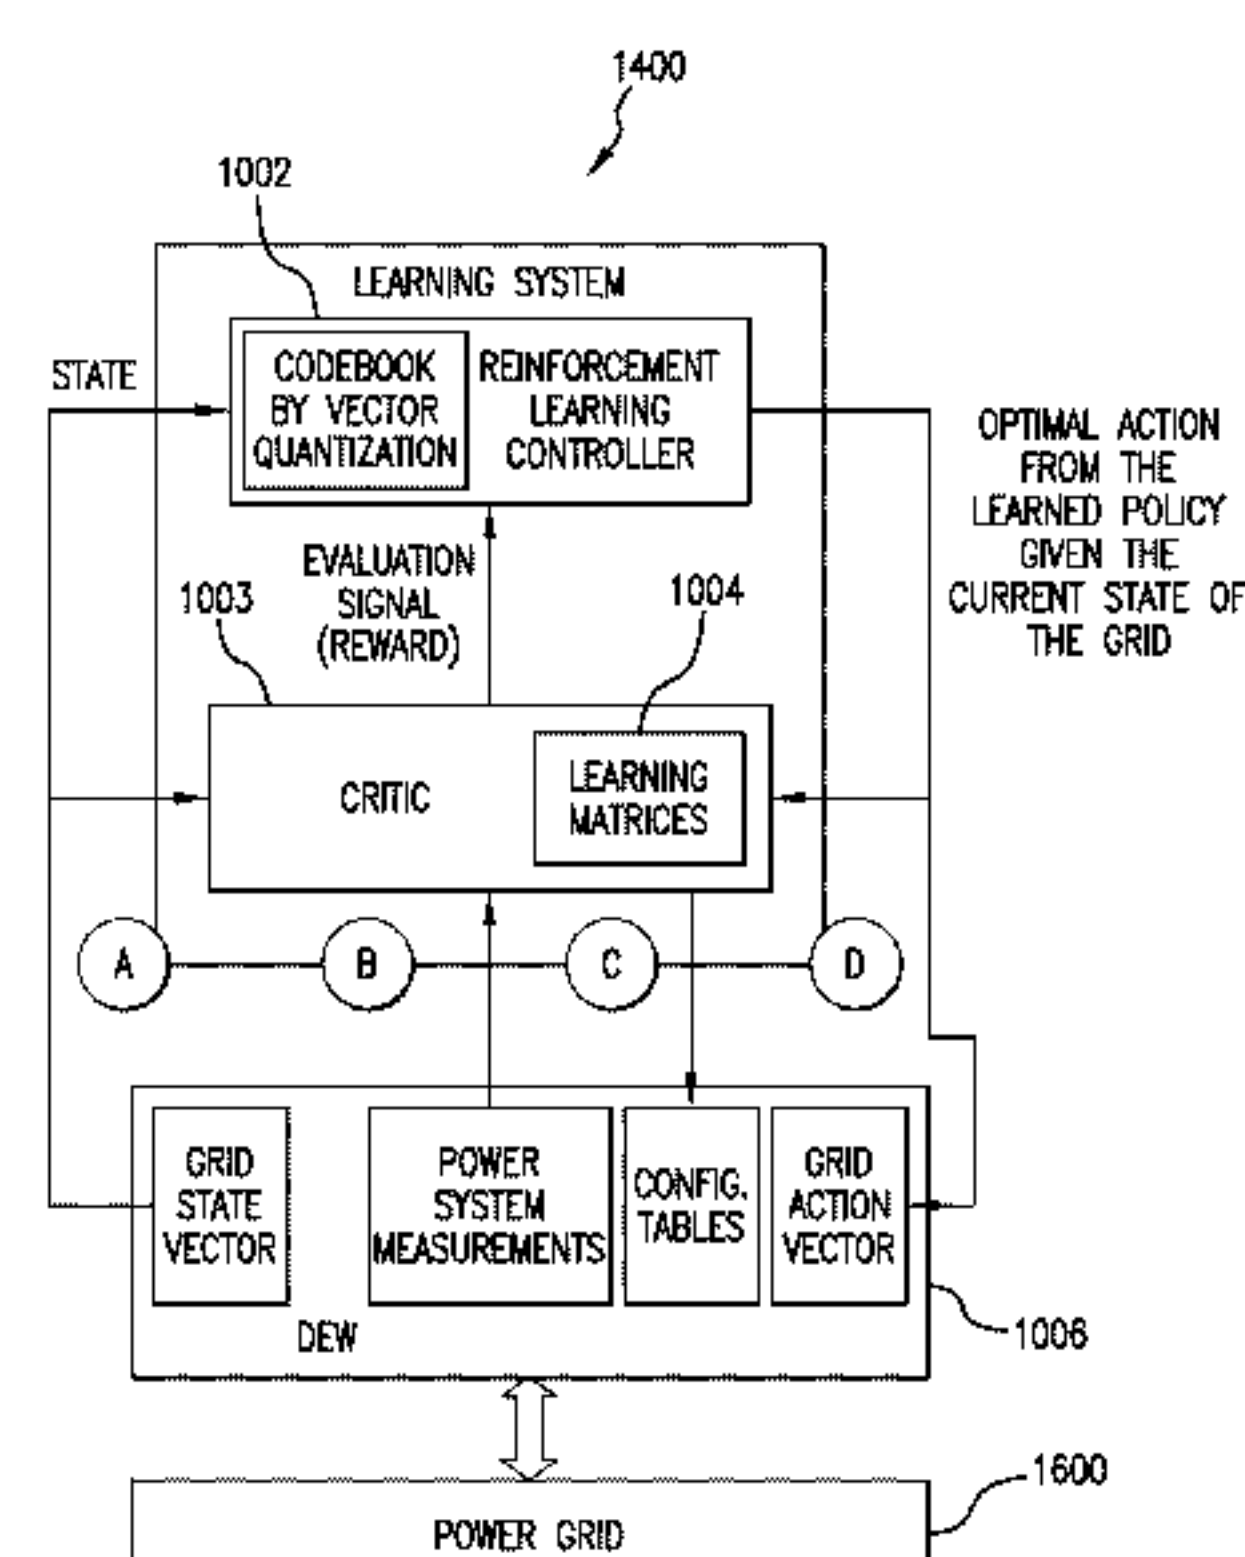 1400
1002
LEARNING SYSTEM
STATE
CODEBOOK
BY VECTOR
QUANTIZATION
REINFORCEMENT
LEARNING
CONTROLLER
OPTIMAL ACTION
FROM THE
LEARNED POLICY
GIVEN THE
CURRENT STATE OF
THE GRID
EVALUATION
SIGNAL
(REWARD)
1003
1004
CRITIC
LEARNING
MATRICES
A
B
C
D
GRID
STATE
VECTOR
POWER
SYSTEM
MEASUREMENTS
CONFIG.
TABLES
GRID
ACTION
VECTOR
DEW
1006
1600
POWER GRID